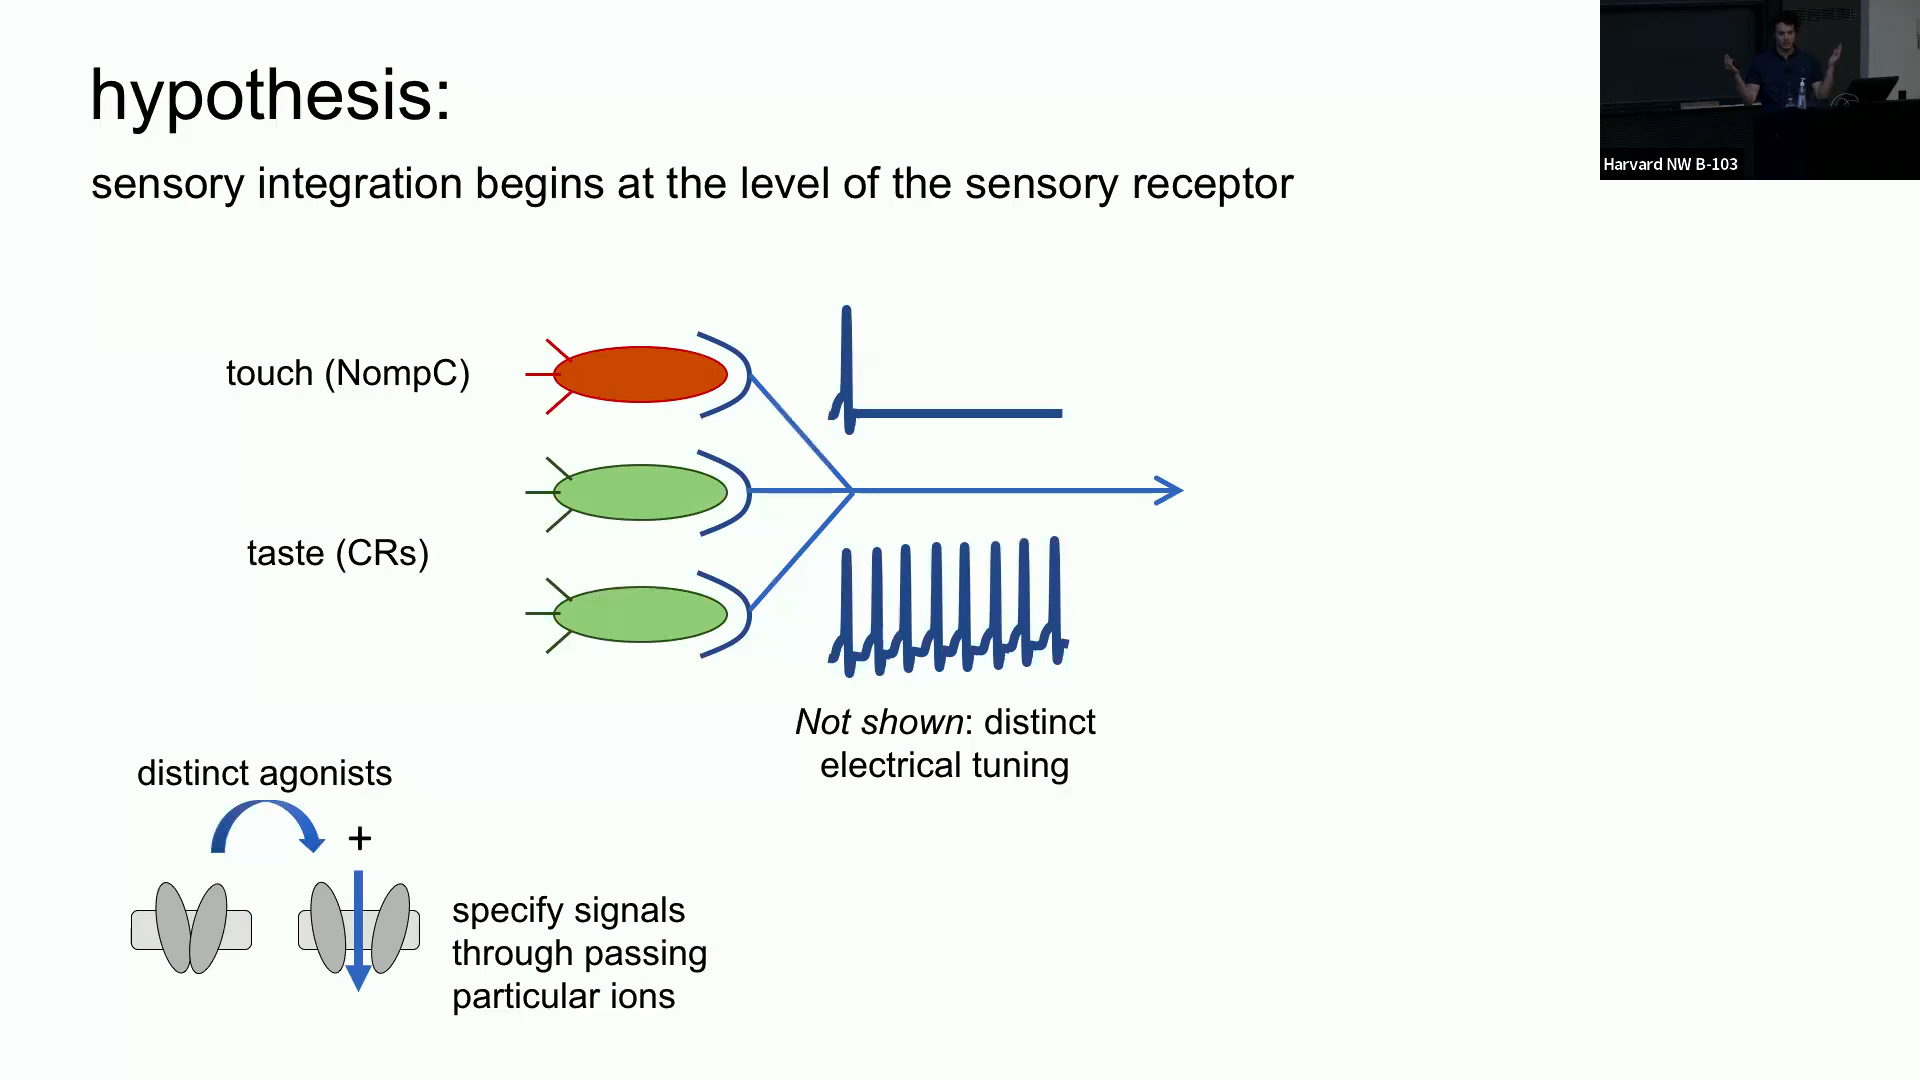 hypothesis:
sensory integration begins at the level of the sensory receptor
Harvard NW B-103
touch (NompC)
taste (CRs)
Not shown: distinct
electrical tuning
distinct agonists
+
specify signals
through passing
particular ions